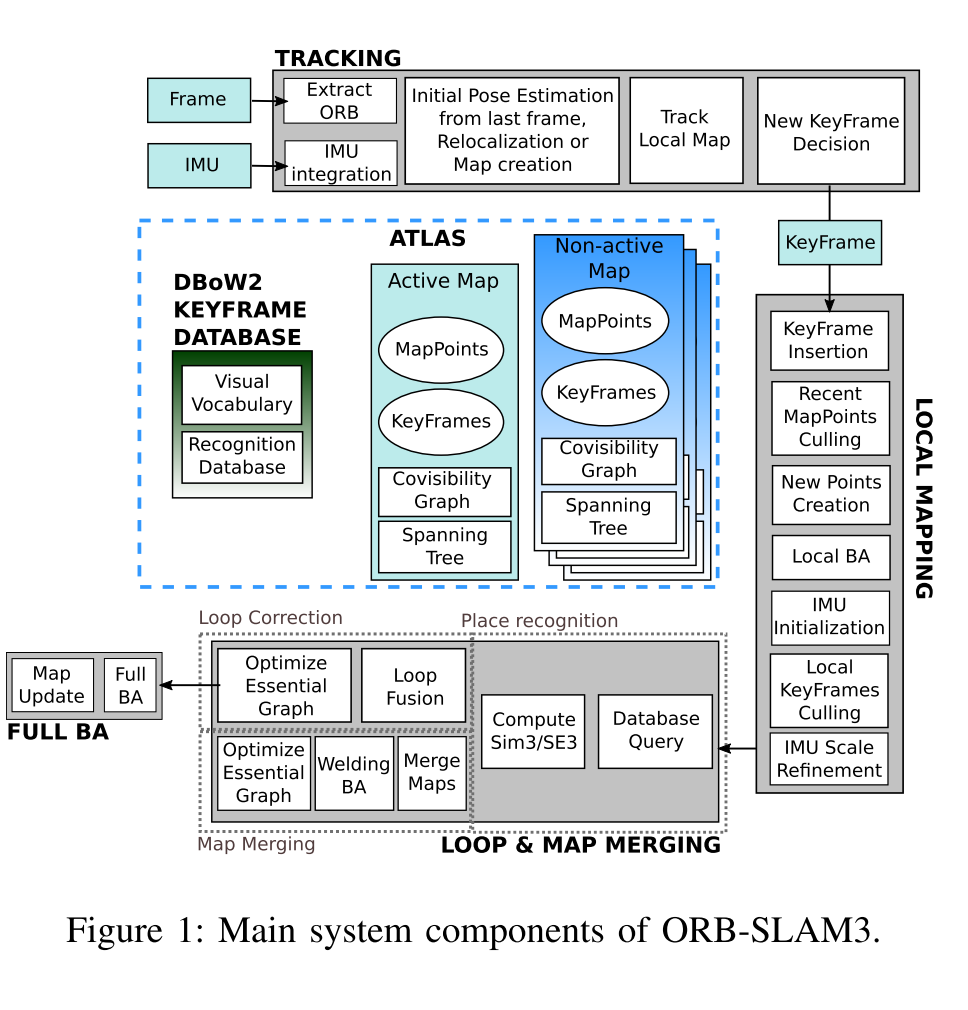 TRACKING
Frame
IMU
Extract
ORB
IMU
integration
Initial Pose Estimation
from last frame,
Relocalization or
Map creation
Track
Local Map
New KeyFrame
Decision
KeyFrame
ATLAS
DBoW2
KEYFRAME
DATABASE
Visual
Vocabulary
Recognition
Database
Active Map
MapPoints
KeyFrames
Covisibility
Graph
Spanning
Tree
Non-active
Map
MapPoints
KeyFrames
Covisibility
Graph
Spanning
Tree
LOCAL MAPPING
KeyFrame
Insertion
Recent
MapPoints
Culling
New Points
Creation
Local BA
IMU
Initialization
Local
KeyFrames
Culling
IMU Scale
Refinement
Loop Correction
Place recognition
Optimize
Essential
Graph
Loop
Fusion
Compute
Sim3/SE3
Database
Query
Optimize
Essential
Graph
Welding
BA
Merge
Maps
Map Merging
LOOP & MAP MERGING
Map
Update
Full
BA
FULL BA
Figure 1: Main system components of ORB-SLAM3.